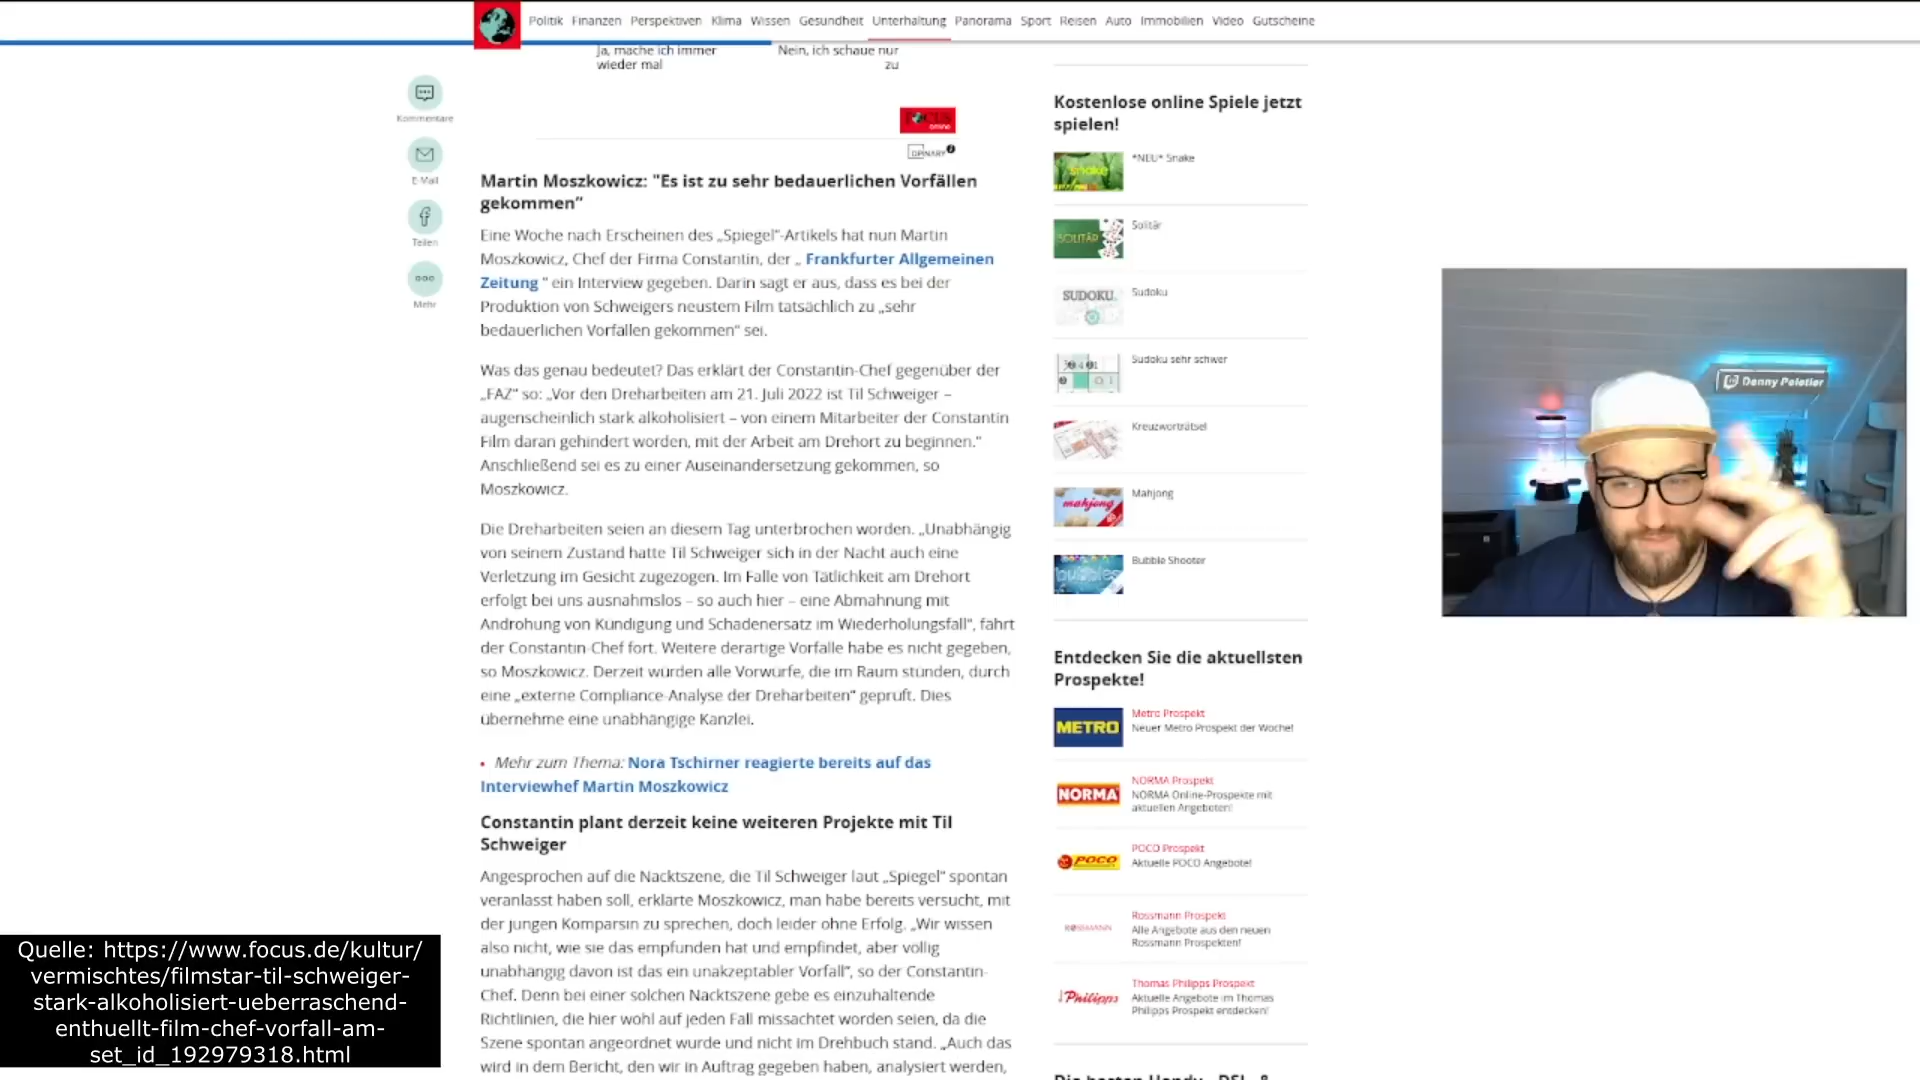 Politik Finanzen Perspektiven Klima Wissen Gesundheit Unterhaltung Panorama Sport Reisen Auto Immobilien Video Gutscheine
Ja, mache ich immer
wieder mal
Nein, ich schaue nur
zu
Kommentare
E-Mail
Teilen
Mehr
FOCUS
online
OPINARY
Martin Moszkowicz: "Es ist zu sehr bedauerlichen Vorfällen
gekommen"
Eine Woche nach Erscheinen des „Spiegel"-Artikels hat nun Martin
Moszkowicz, Chef der Firma Constantin, der „ Frankfurter Allgemeinen
Zeitung " ein Interview gegeben. Darin sagt er aus, dass es bei der
Produktion von Schweigers neustem Film tatsächlich zu „sehr
bedauerlichen Vorfällen gekommen" sei.
Was das genau bedeutet? Das erklärt der Constantin-Chef gegenüber der
„FAZ" so: „Vor den Dreharbeiten am 21. Juli 2022 ist Til Schweiger –
augenscheinlich stark alkoholisiert – von einem Mitarbeiter der Constantin
Film daran gehindert worden, mit der Arbeit am Drehort zu beginnen."
Anschließend sei es zu einer Auseinandersetzung gekommen, so
Moszkowicz.
Die Dreharbeiten seien an diesem Tag unterbrochen worden. „Unabhängig
von seinem Zustand hatte Til Schweiger sich in der Nacht auch eine
Verletzung im Gesicht zugezogen. Im Falle von Tätlichkeit am Drehort
erfolgt bei uns ausnahmslos – so auch hier – eine Abmahnung mit
Androhung von Kündigung und Schadenersatz im Wiederholungsfall", fährt
der Constantin-Chef fort. Weitere derartige Vorfälle habe es nicht gegeben,
so Moszkowicz. Derzeit würden alle Vorwürfe, die im Raum stünden, durch
eine „externe Compliance-Analyse der Dreharbeiten" geprüft. Dies
übernehme eine unabhängige Kanzlei.
• Mehr zum Thema: Nora Tschirner reagierte bereits auf das
Interviewhef Martin Moszkowicz
Constantin plant derzeit keine weiteren Projekte mit Til
Schweiger
Angesprochen auf die Nacktszene, die Til Schweiger laut „Spiegel" spontan
veranlasst haben soll, erklärte Moszkowicz, man habe bereits versucht, mit
der jungen Komparsin zu sprechen, doch leider ohne Erfolg. „Wir wissen
also nicht, wie sie das empfunden hat und empfindet, aber völlig
unabhängig davon ist das ein unakzeptabler Vorfall", so der Constantin-
Chef. Denn bei einer solchen Nacktszene gebe es einzuhaltende
Richtlinien, die hier wohl auf jeden Fall missachtet worden seien, da die
Szene spontan angeordnet wurde und nicht im Drehbuch stand. „Auch das
wird in dem Bericht, den wir in Auftrag gegeben haben, analysiert werden,
Kostenlose online Spiele jetzt
spielen!
snake
*NEU* Snake
SOLITÄR
Solitär
SUDOKU
Sudoku
Sudoku sehr schwer
Kreuzworträtsel
mahjong
Mahjong
bubbles
Bubble Shooter
Entdecken Sie die aktuellsten
Prospekte!
METRO
Metro Prospekt
Neuer Metro Prospekt der Woche!
NORMA
NORMA Prospekt
NORMA Online-Prospekte mit
aktuellen Angeboten!
POCO
POCO Prospekt
Aktuelle POCO Angebote!
ROSSMANN
Rossmann Prospekt
Alle Angebote aus den neuen
Rossmann Prospekten!
Philipps
Thomas Philipps Prospekt
Aktuelle Angebote im Thomas
Philipps Prospekt entdecken!
Die besten Handy-, DSL- &
Danny Peletier
Quelle: https://www.focus.de/kultur/
vermischtes/filmstar-til-schweiger-
stark-alkoholisiert-ueberraschend-
enthuellt-film-chef-vorfall-am-
set_id_192979318.html